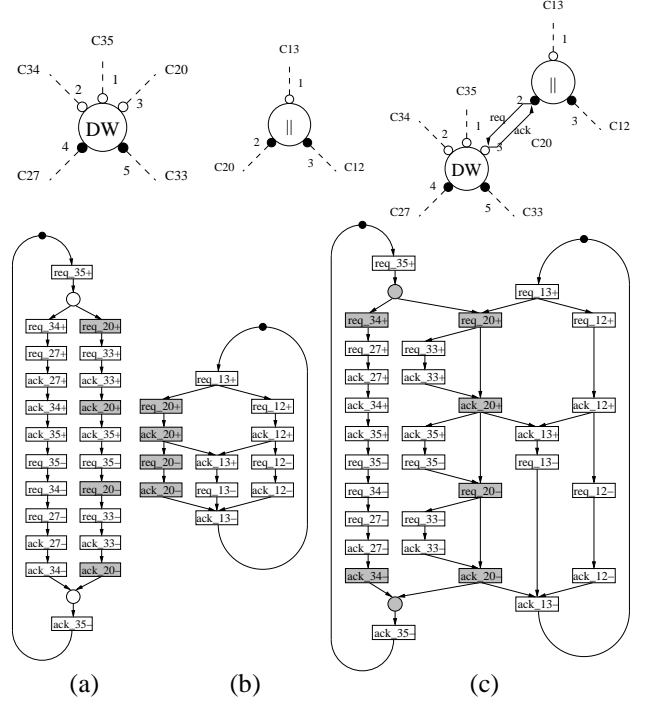 C35
C34
C20
1
2
3
DW
4
5
C27
C33
C13
1
||
2
3
C20
C12
C13
1
||
2
3
C12
C35
C34
req
ack
C20
1
2
3
DW
4
5
C27
C33
req_35+
req_34+ req_20+
req_27+ req_33+
ack_27+ ack_33+
ack_34+ ack_20+
ack_35+ ack_35+
req_35– req_35–
req_34– req_20–
req_27– req_33–
ack_27– ack_33–
ack_34– ack_20–
ack_35–
req_13+
req_20+ req_12+
ack_20+ ack_12+
req_20– ack_13+ req_12–
ack_20– req_13– ack_12–
ack_13–
req_35+
req_13+
req_34+ req_20+ req_12+
req_27+ req_33+
ack_27+ ack_33+
ack_34+ ack_20+ ack_12+
ack_35+ ack_35+ ack_13+
req_35– req_35– req_13–
req_34– req_20– req_12–
req_27– req_33–
ack_27– ack_33–
ack_34– ack_20– ack_12–
ack_13–
ack_35–
(a) (b) (c)